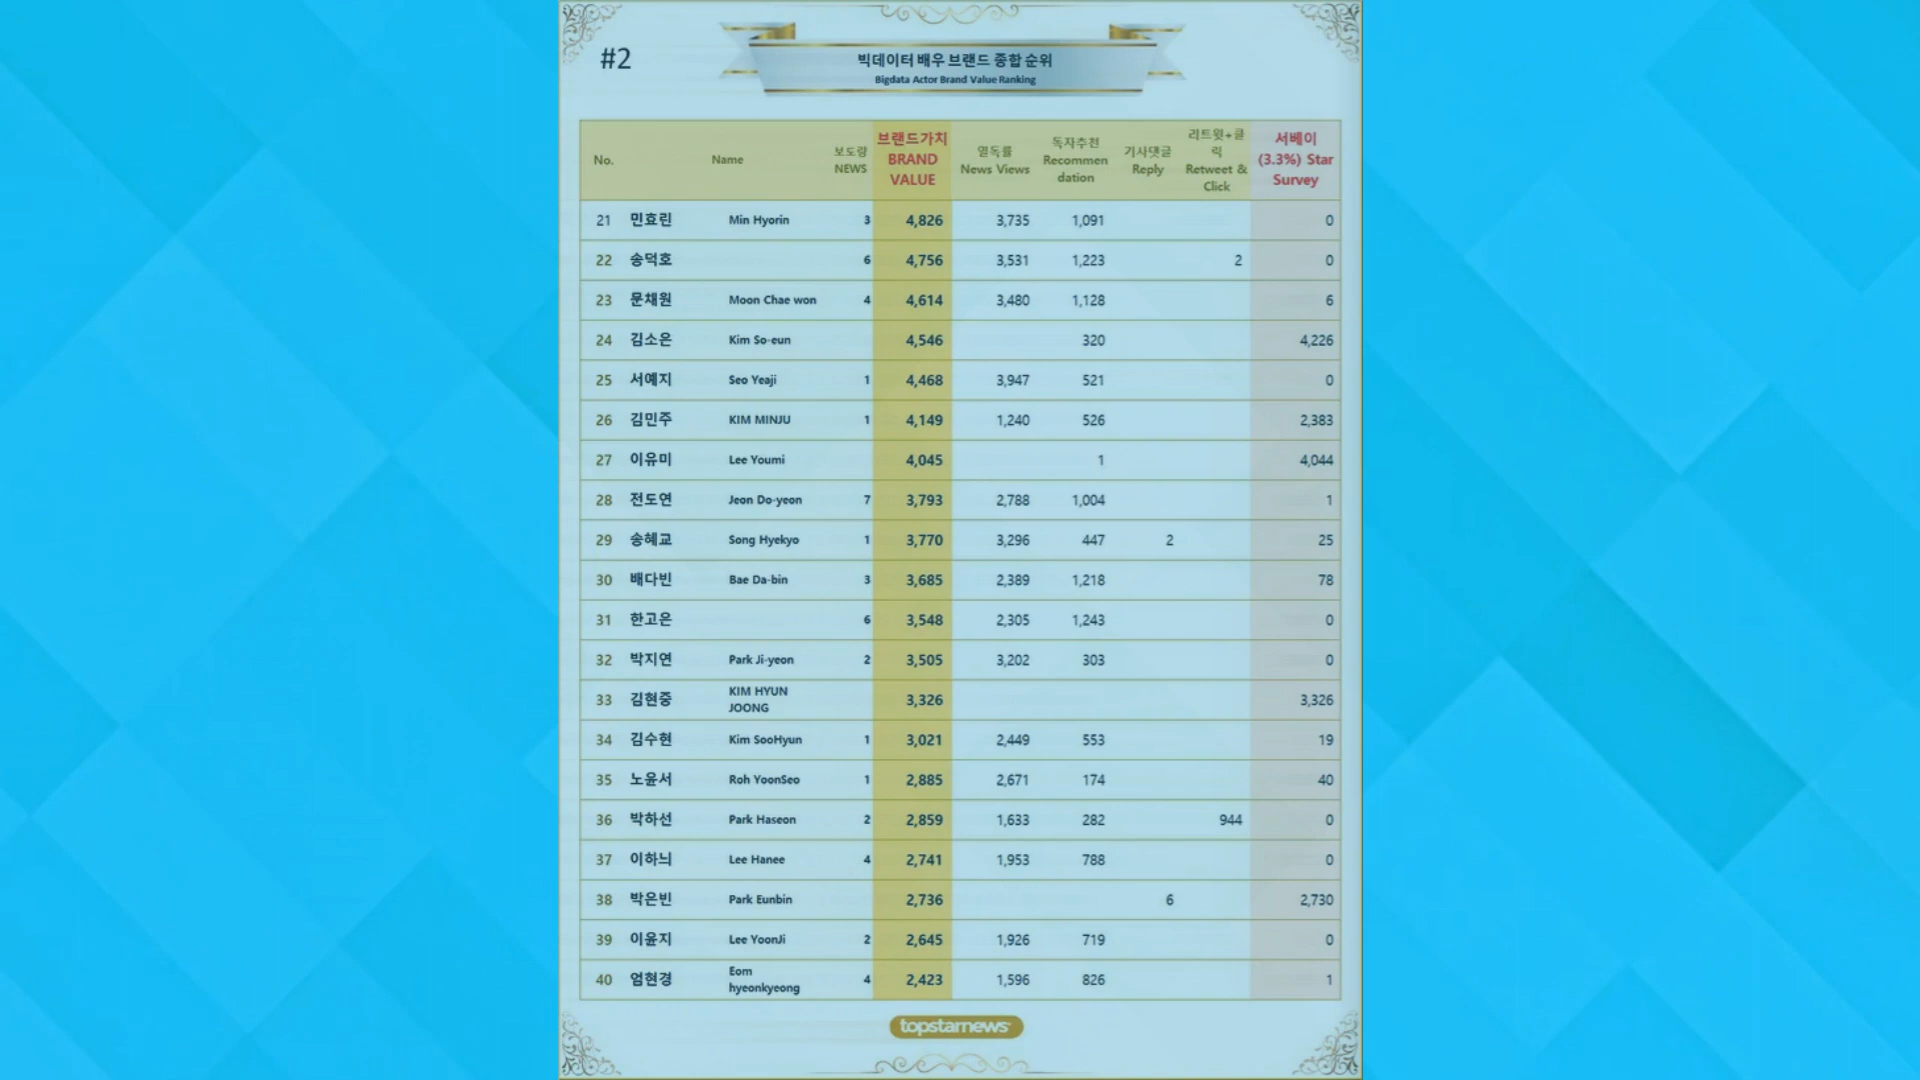 #2
빅데이터 배우 브랜드 종합 순위
Bigdata Actor Brand Value Ranking
No. Name 보도량 NEWS 브랜드가치 BRAND VALUE 열독률 News Views 독자추천 Recommen dation 기사댓글 Reply 리트윗+클릭 Retweet & Click 서베이 (3.3%) Star Survey
21 민효린 Min Hyorin 3 4,826 3,735 1,091 0
22 송덕호 6 4,756 3,531 1,223 2 0
23 문채원 Moon Chae won 4 4,614 3,480 1,128 6
24 김소은 Kim So-eun 4,546 320 4,226
25 서예지 Seo Yeaji 1 4,468 3,947 521 0
26 김민주 KIM MINJU 1 4,149 1,240 526 2,383
27 이유미 Lee Youmi 4,045 1 4,044
28 전도연 Jeon Do-yeon 7 3,793 2,788 1,004 1
29 송혜교 Song Hyekyo 1 3,770 3,296 447 2 25
30 배다빈 Bae Da-bin 3 3,685 2,389 1,218 78
31 한고은 6 3,548 2,305 1,243 0
32 박지연 Park Ji-yeon 2 3,505 3,202 303 0
33 김현중 KIM HYUN JOONG 3,326 3,326
34 김수현 Kim SooHyun 1 3,021 2,449 553 19
35 노윤서 Roh YoonSeo 1 2,885 2,671 174 40
36 박하선 Park Haseon 2 2,859 1,633 282 944 0
37 이하늬 Lee Hanee 4 2,741 1,953 788 0
38 박은빈 Park Eunbin 2,736 6 2,730
39 이윤지 Lee YoonJi 2 2,645 1,926 719 0
40 엄현경 Eom hyeonkyeong 4 2,423 1,596 826 1
topstarnews